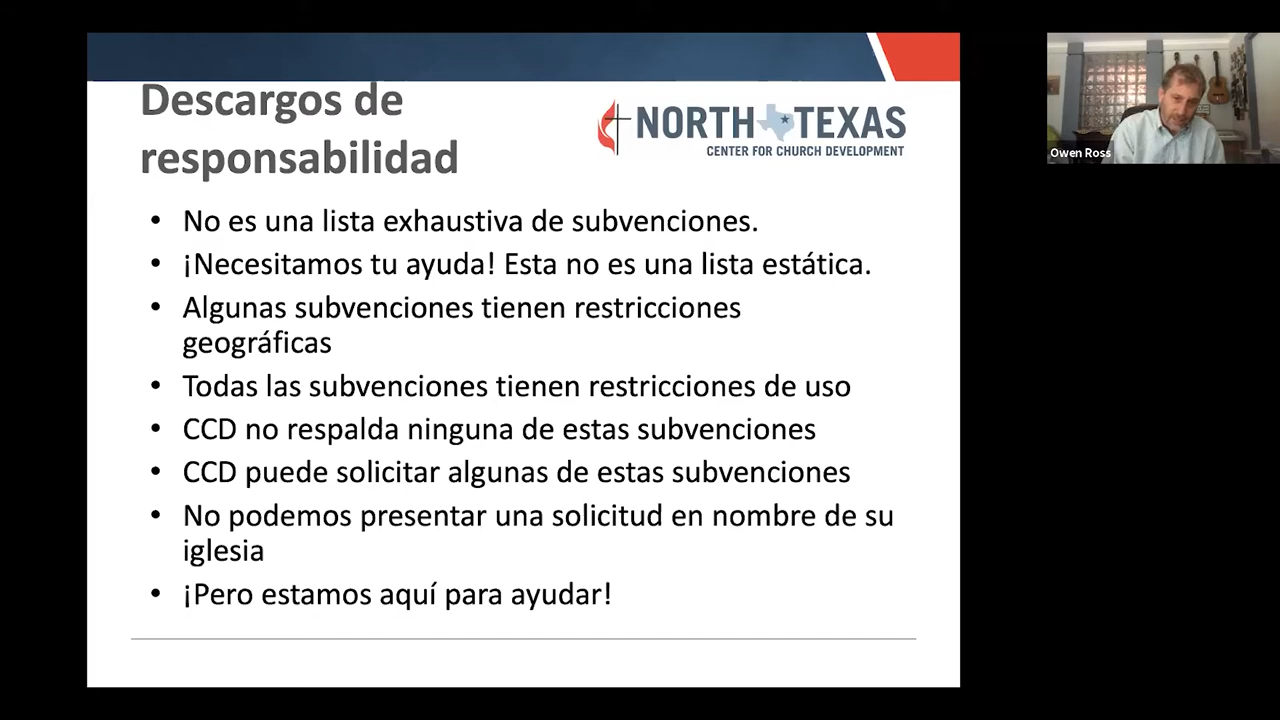 Descargos de
responsabilidad
NORTH TEXAS
CENTER FOR CHURCH DEVELOPMENT
• No es una lista exhaustiva de subvenciones.
• ¡Necesitamos tu ayuda! Esta no es una lista estática.
• Algunas subvenciones tienen restricciones
geográficas
• Todas las subvenciones tienen restricciones de uso
• CCD no respalda ninguna de estas subvenciones
• CCD puede solicitar algunas de estas subvenciones
• No podemos presentar una solicitud en nombre de su
iglesia
• ¡Pero estamos aquí para ayudar!
Owen Ross